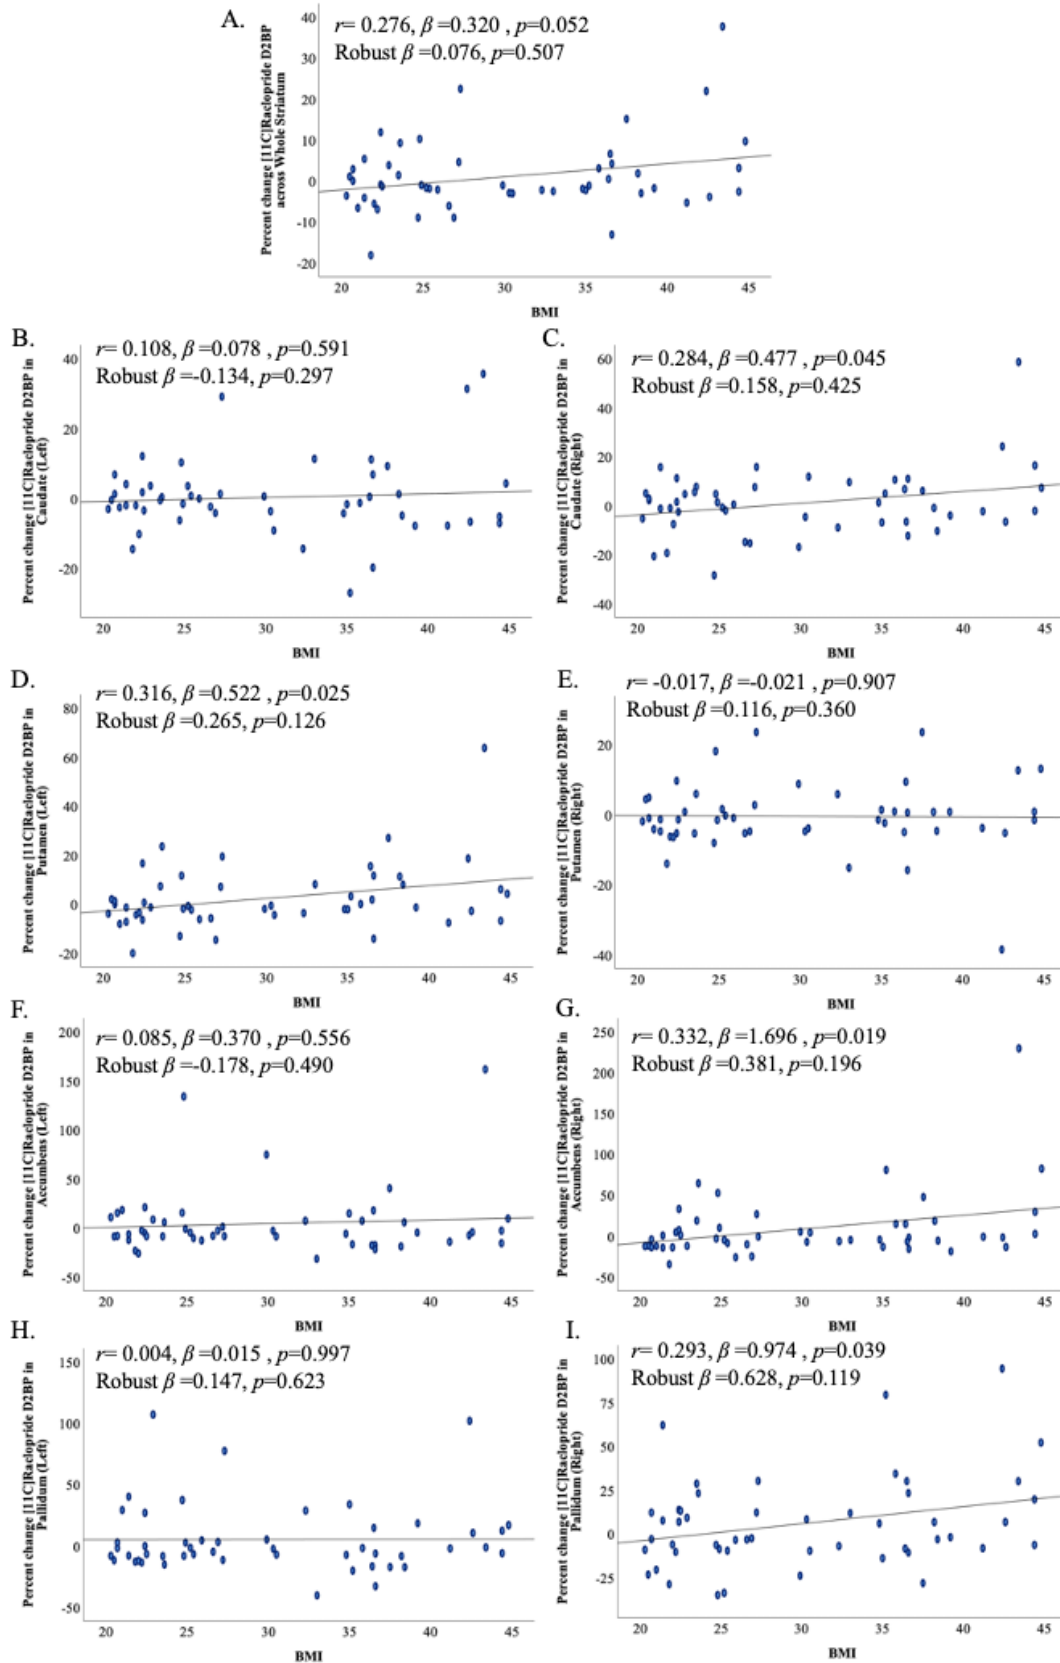 A.
r= 0.276, β =0.320 , p=0.052
Robust β =0.076, p=0.507
Percent change [11C]Raclopride D2BP
across Whole Striatum
40
30
20
10
0
-10
-20
20 25 30 35 40 45
BMI
B.
r= 0.108, β =0.078 , p=0.591
Robust β =-0.134, p=0.297
Percent change [11C]Raclopride D2BP in
Caudate (Left)
40
20
0
-20
20 25 30 35 40 45
BMI
C.
r= 0.284, β =0.477 , p=0.045
Robust β =0.158, p=0.425
Percent change [11C]Raclopride D2BP in
Caudate (Right)
60
40
20
0
-20
-40
20 25 30 35 40 45
BMI
D.
r= 0.316, β =0.522 , p=0.025
Robust β =0.265, p=0.126
Percent change [11C]Raclopride D2BP in
Putamen (Left)
80
60
40
20
0
-20
20 25 30 35 40 45
BMI
E.
r= -0.017, β =-0.021 , p=0.907
Robust β =0.116, p=0.360
Percent change [11C]Raclopride D2BP in
Putamen (Right)
20
0
-20
-40
20 25 30 35 40 45
BMI
F.
r= 0.085, β =0.370 , p=0.556
Robust β =-0.178, p=0.490
Percent change [11C]Raclopride D2BP in
Accumbens (Left)
200
150
100
50
0
-50
20 25 30 35 40 45
BMI
G.
r= 0.332, β =1.696 , p=0.019
Robust β =0.381, p=0.196
Percent change [11C]Raclopride D2BP in
Accumbens (Right)
250
200
150
100
50
0
-50
20 25 30 35 40 45
BMI
H.
r= 0.004, β =0.015 , p=0.997
Robust β =0.147, p=0.623
Percent change [11C]Raclopride D2BP in
Pallidum (Left)
150
100
50
0
-50
20 25 30 35 40 45
BMI
I.
r= 0.293, β =0.974 , p=0.039
Robust β =0.628, p=0.119
Percent change [11C]Raclopride D2BP in
Pallidum (Right)
100
75
50
25
0
-25
20 25 30 35 40 45
BMI